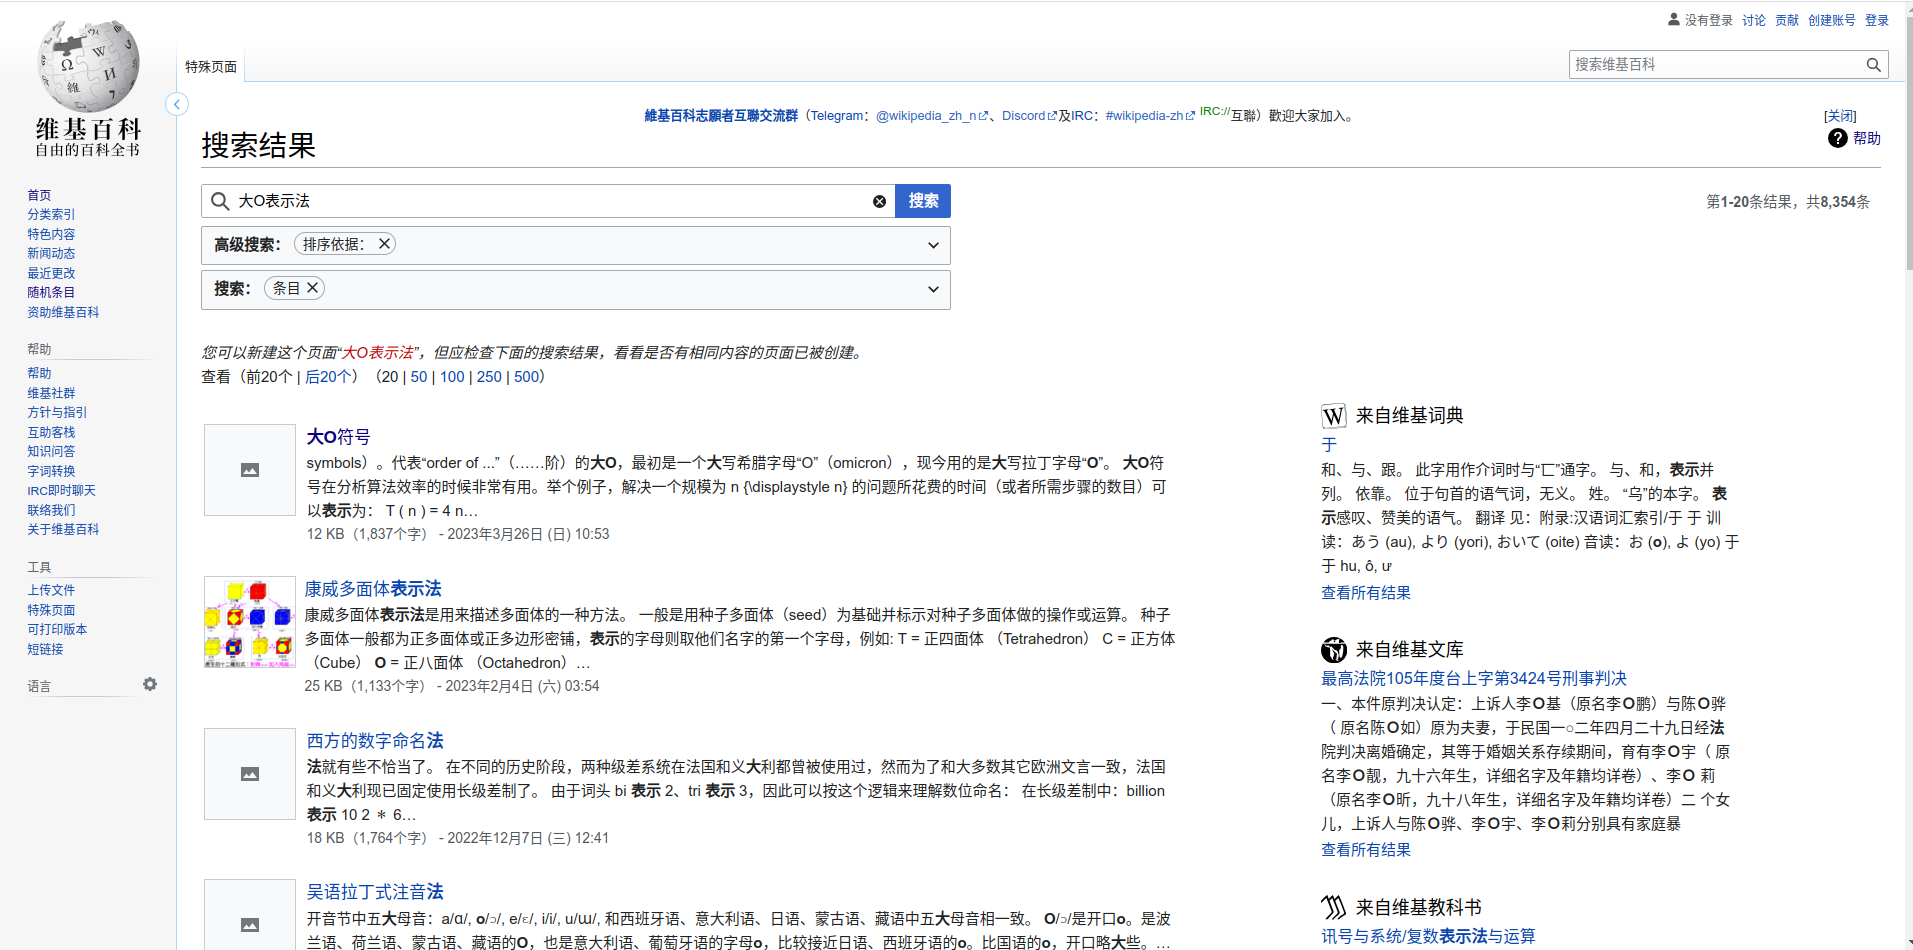 没有登录 讨论 贡献 创建账号 登录
维基百科
自由的百科全书
特殊页面
搜索维基百科
維基百科志願者互聯交流群（Telegram：@wikipedia_zh_n、Discord及IRC：#wikipedia-zh IRC://互聯）歡迎大家加入。
[关闭]
搜索结果
帮助
大O表示法
搜索
第1-20条结果，共8,354条
高级搜索： 排序依据：
搜索： 条目
您可以新建这个页面“大O表示法”，但应检查下面的搜索结果，看看是否有相同内容的页面已被创建。
查看（前20个 | 后20个）（20 | 50 | 100 | 250 | 500）
首页
分类索引
特色内容
新闻动态
最近更改
随机条目
资助维基百科
帮助
帮助
维基社群
方针与指引
互助客栈
知识问答
字词转换
IRC即时聊天
联络我们
关于维基百科
工具
上传文件
特殊页面
可打印版本
短链接
语言
大O符号
symbols）。代表“order of ...”（……阶）的大O，最初是一个大写希腊字母“Ο”（omicron），现今用的是大写拉丁字母“O”。 大O符
号在分析算法效率的时候非常有用。举个例子，解决一个规模为 n {\displaystyle n} 的问题所花费的时间（或者所需步骤的数目）可
以表示为： T ( n ) = 4 n…
12 KB（1,837个字） - 2023年3月26日 (日) 10:53
康威多面体表示法
康威多面体表示法是用来描述多面体的一种方法。 一般是用种子多面体（seed）为基础并标示对种子多面体做的操作或运算。 种子
多面体一般都为正多面体或正多边形密铺，表示的字母则取他们名字的第一个字母，例如: T = 正四面体 （Tetrahedron） C = 正方体
（Cube） O = 正八面体 （Octahedron）…
25 KB（1,133个字） - 2023年2月4日 (六) 03:54
西方的数字命名法
法就有些不恰当了。 在不同的历史阶段，两种级差系统在法国和义大利都曾被使用过，然而为了和大多数其它欧洲文言一致，法国
和义大利现已固定使用长级差制了。 由于词头 bi 表示 2、tri 表示 3，因此可以按这个逻辑来理解数位命名： 在长级差制中：billion
表示 10 2 ∗ 6…
18 KB（1,764个字） - 2022年12月7日 (三) 12:41
吴语拉丁式注音法
开音节中五大母音：a/ɑ/, o/ɔ/, e/ɛ/, i/i/, u/ɯ/, 和西班牙语、意大利语、日语、蒙古语、藏语中五大母音相一致。 O/ɔ/是开口o。是波
兰语、荷兰语、蒙古语、藏语的O，也是意大利语、葡萄牙语的字母o，比较接近日语、西班牙语的o。比国语的o，开口略大些。…
来自维基词典
于
和、与、跟。 此字用作介词时与“匸”通字。 与、和，表示并
列。 依靠。 位于句首的语气词，无义。 姓。 “乌”的本字。 表
示感叹、赞美的语气。 翻译 见：附录:汉语词汇索引/于 于 训
读：あう (au), より (yori), おいて (oite) 音读：お (o), よ (yo) 于
于 hu, ô, ư
查看所有结果
来自维基文库
最高法院105年度台上字第3424号刑事判决
一、本件原判决认定：上诉人李Ｏ基（原名李Ｏ鹏）与陈Ｏ骅
（ 原名陈Ｏ如）原为夫妻，于民国一○二年四月二十九日经法
院判决离婚确定，其等于婚姻关系存续期间，育有李Ｏ宇（ 原
名李Ｏ靓，九十六年生，详细名字及年籍均详卷）、李Ｏ 莉
（原名李Ｏ昕，九十八年生，详细名字及年籍均详卷）二 个女
儿，上诉人与陈Ｏ骅、李Ｏ宇、李Ｏ莉分别具有家庭暴
查看所有结果
来自维基教科书
讯号与系统/复数表示法与运算